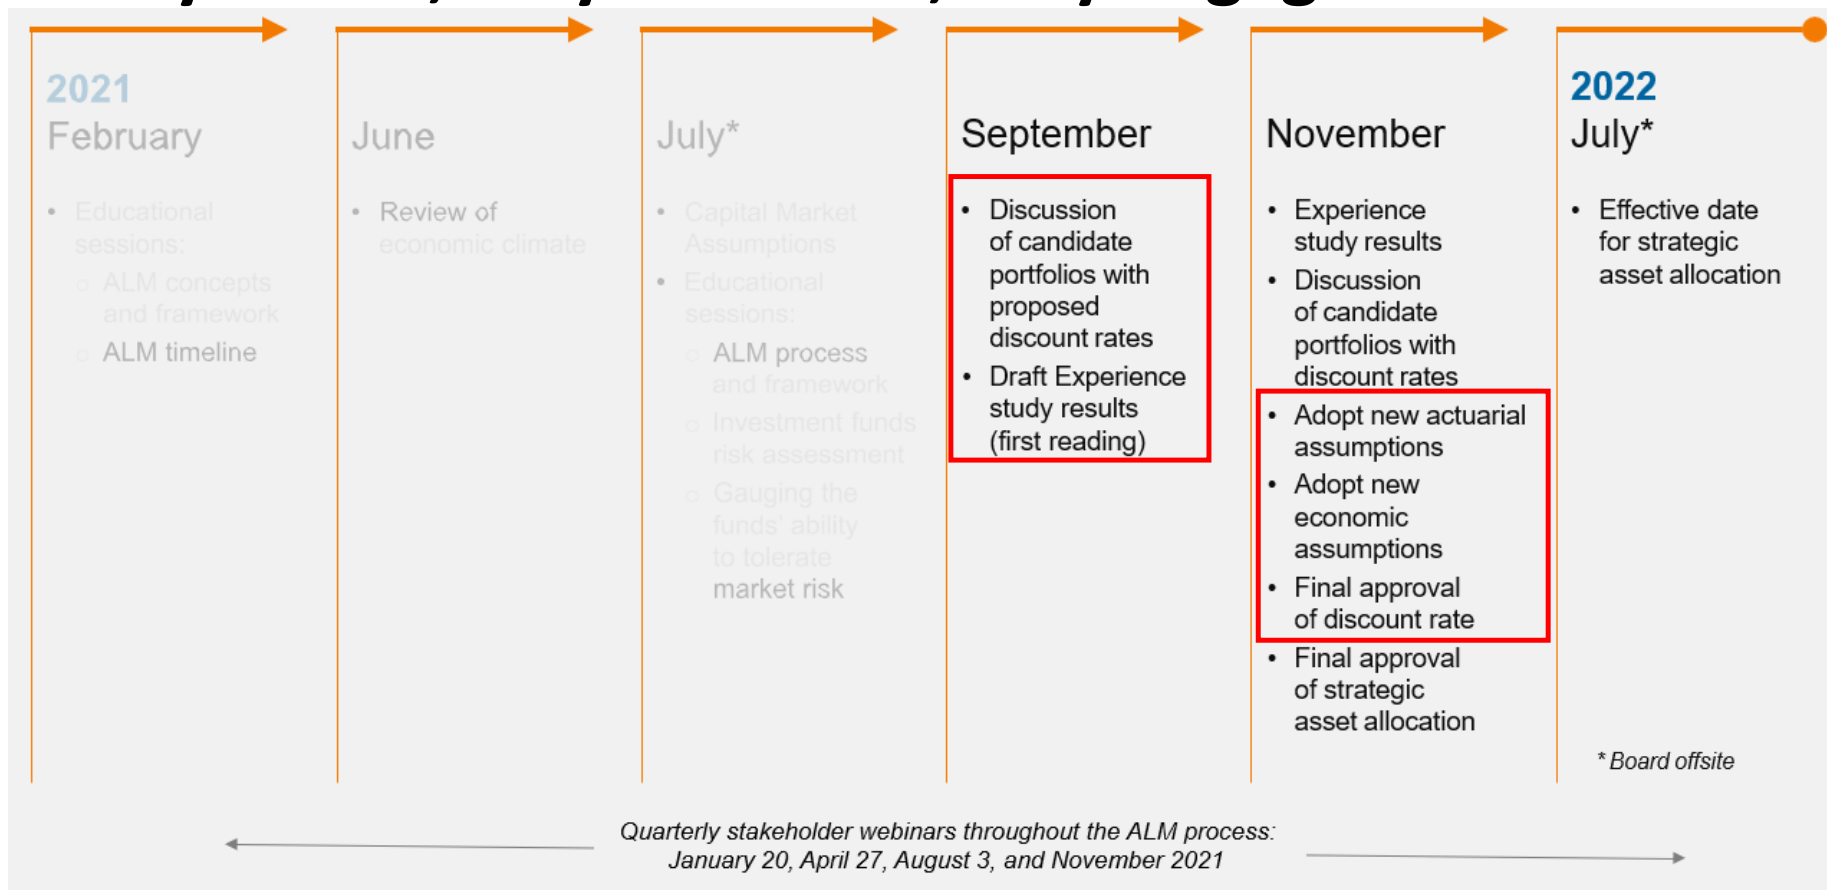 2021
February
• Educational
sessions:
○ ALM concepts
and framework
○ ALM timeline
June
• Review of
economic climate
July*
• Capital Market
Assumptions
• Educational
sessions:
○ ALM process
and framework
○ Investment funds
risk assessment
○ Gauging the
funds' ability
to tolerate
market risk
September
• Discussion
of candidate
portfolios with
proposed
discount rates
• Draft Experience
study results
(first reading)
November
• Experience
study results
• Discussion
of candidate
portfolios with
discount rates
• Adopt new actuarial
assumptions
• Adopt new
economic
assumptions
• Final approval
of discount rate
• Final approval
of strategic
asset allocation
2022
July*
• Effective date
for strategic
asset allocation
* Board offsite
Quarterly stakeholder webinars throughout the ALM process:
January 20, April 27, August 3, and November 2021